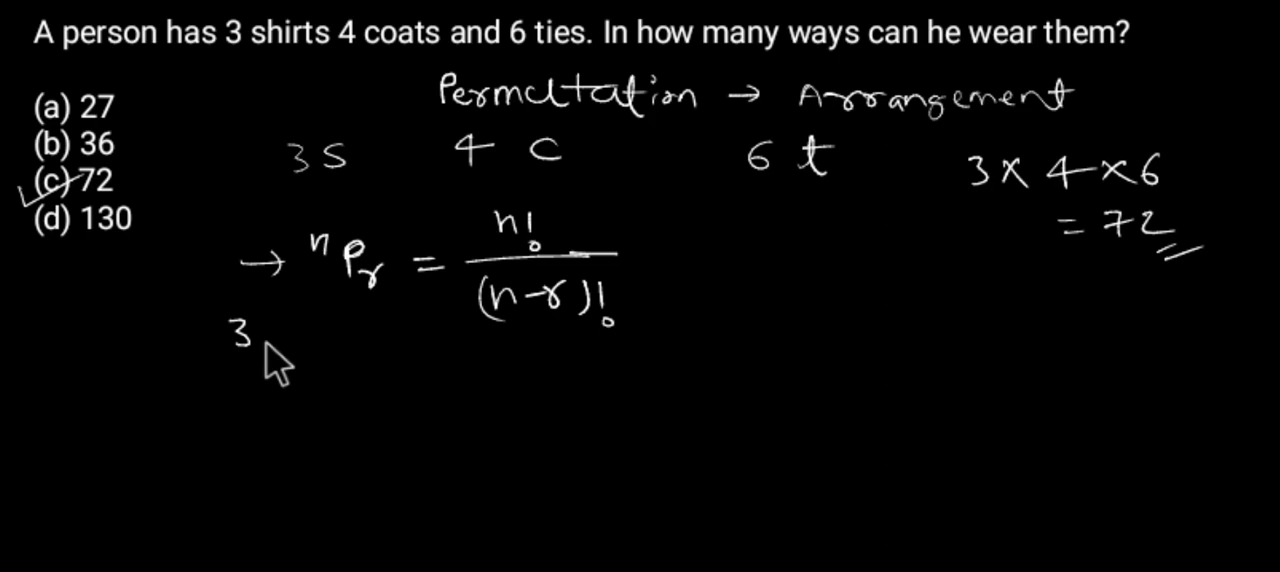 A person has 3 shirts 4 coats and 6 ties. In how many ways can he wear them?
Permutation → Arrangement
(a) 27
(b) 36
(c) 72
(d) 130
3S 4 C 6 t
3 x 4 x 6
= 72
→ ⁿPᵣ = n! / (n-r)!
3